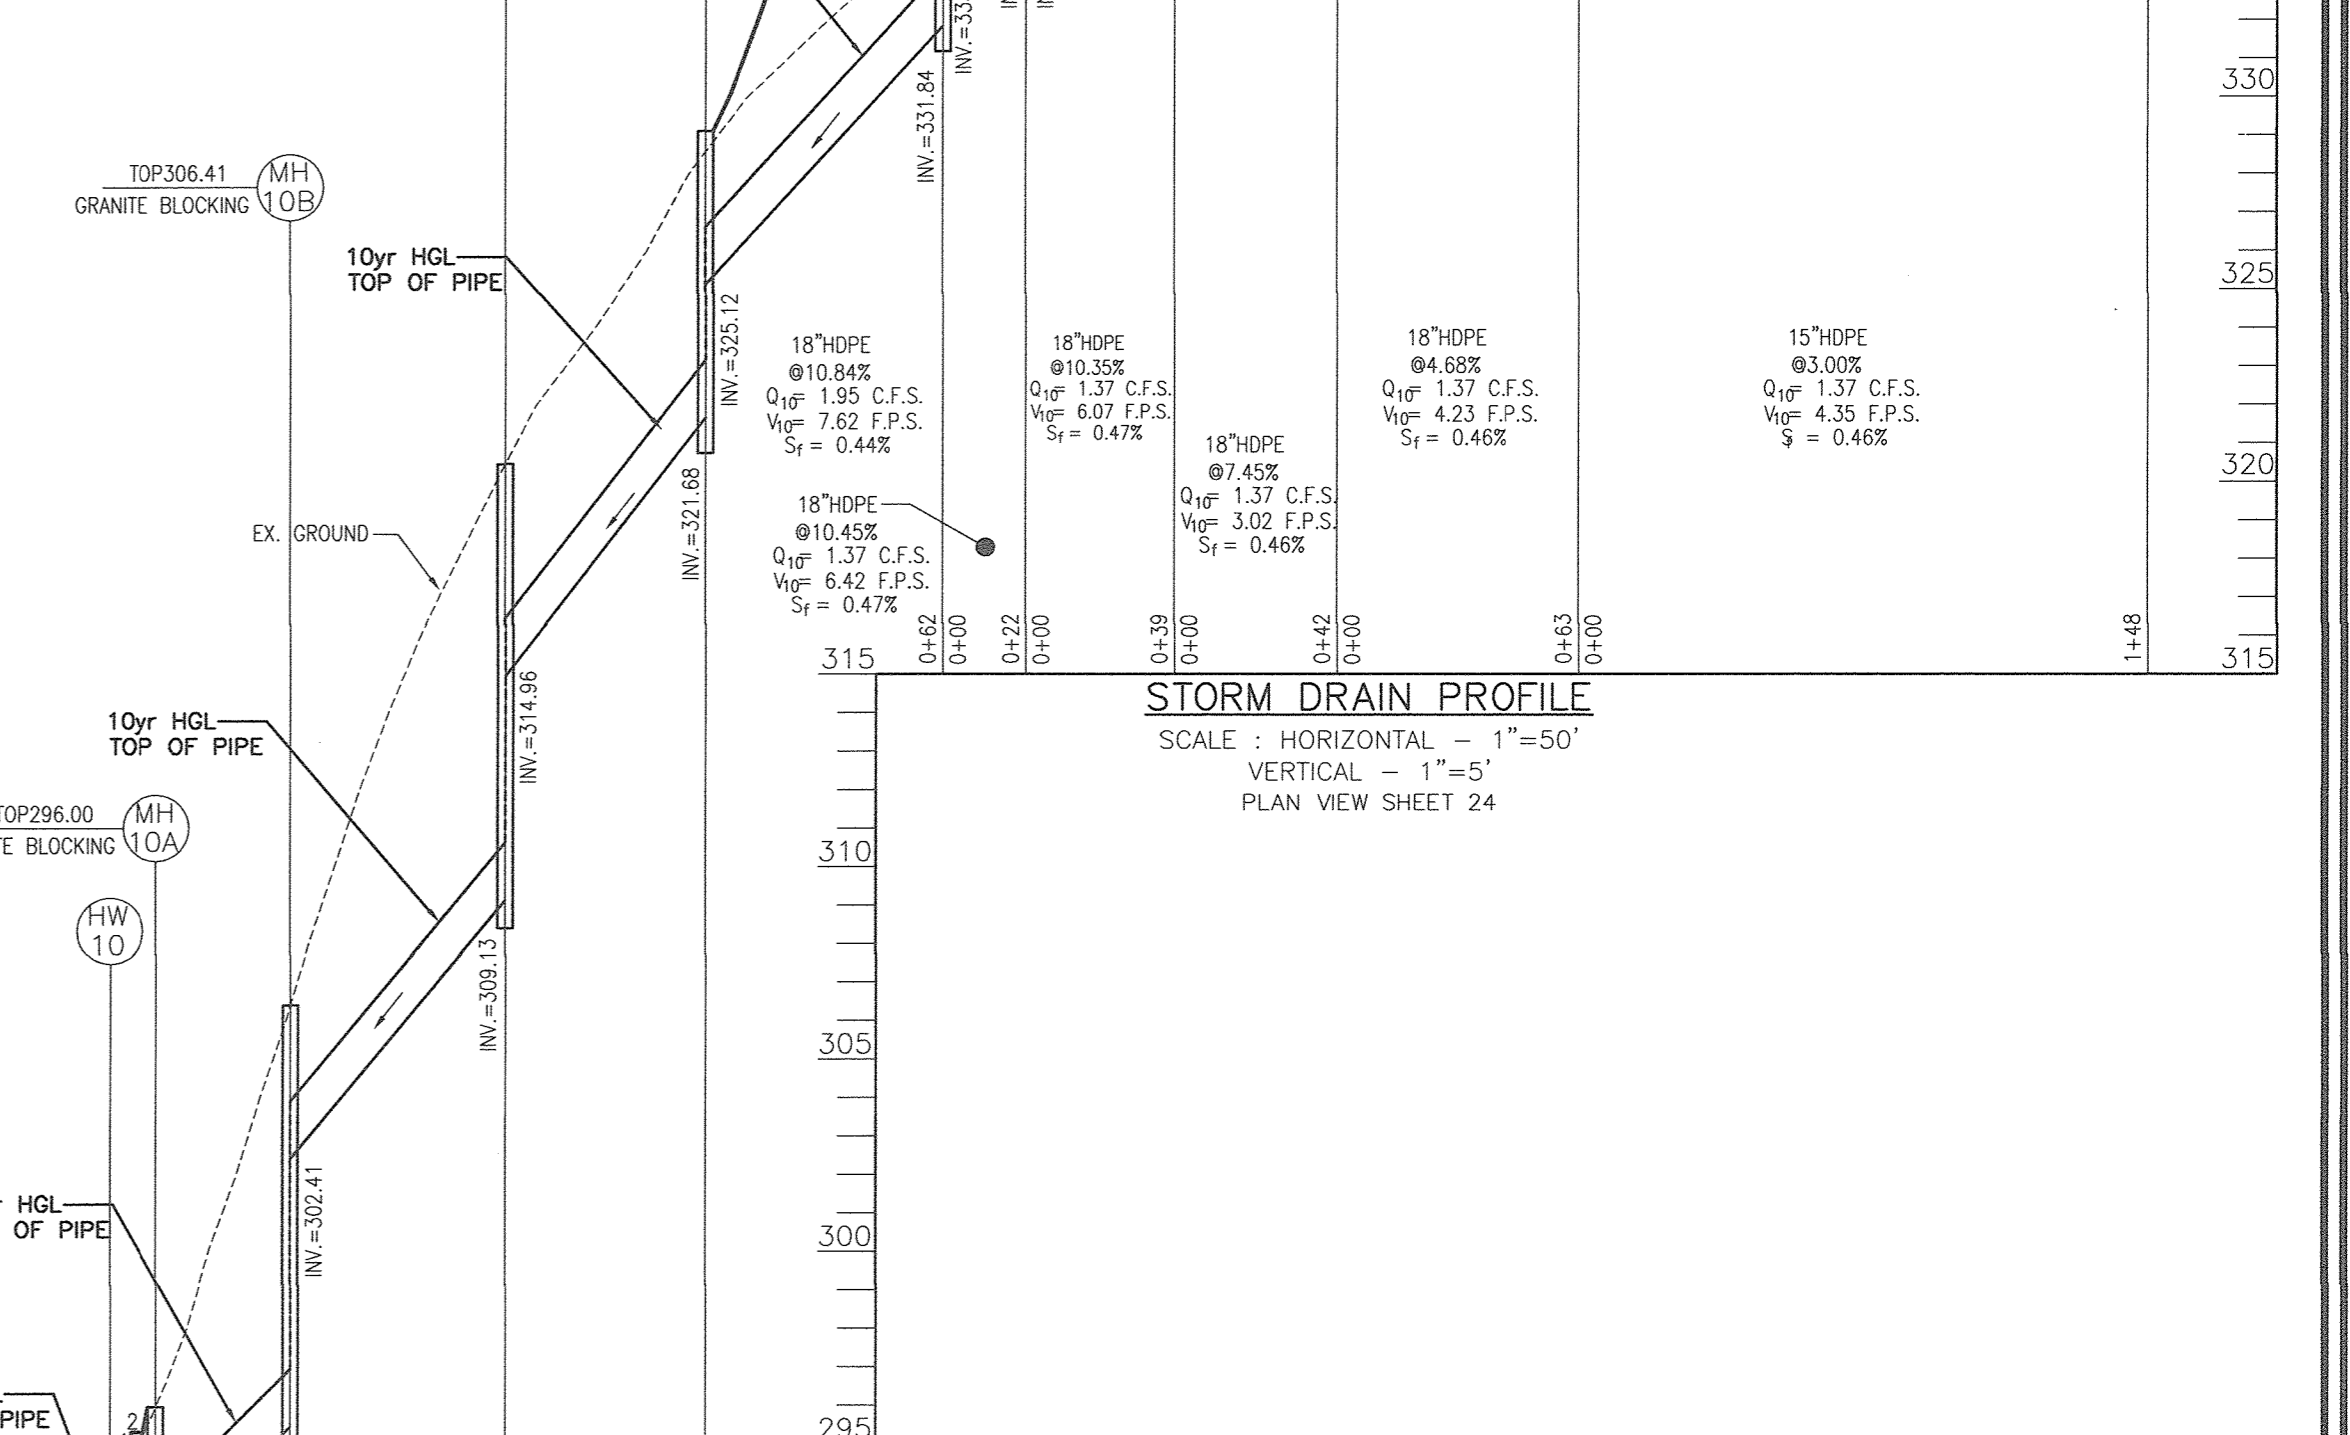 INV.=331.84
330
TOP306.41
GRANITE BLOCKING
MH
10B
10yr HGL
TOP OF PIPE
325
INV.=325.12
18"HDPE
@10.84%
Q10= 1.95 C.F.S.
V10= 7.62 F.P.S.
Sf = 0.44%
18"HDPE
@10.35%
Q10= 1.37 C.F.S.
V10= 6.07 F.P.S.
Sf = 0.47%
18"HDPE
@7.45%
Q10= 1.37 C.F.S.
V10= 3.02 F.P.S.
Sf = 0.46%
18"HDPE
@4.68%
Q10= 1.37 C.F.S.
V10= 4.23 F.P.S.
Sf = 0.46%
15"HDPE
@3.00%
Q10= 1.37 C.F.S.
V10= 4.35 F.P.S.
Sf = 0.46%
320
INV.=321.68
18"HDPE
@10.45%
Q10= 1.37 C.F.S.
V10= 6.42 F.P.S.
Sf = 0.47%
EX. GROUND
0+62
0+00
0+22
0+00
0+39
0+00
0+42
0+00
0+63
0+00
1+48
315
315
STORM DRAIN PROFILE
SCALE : HORIZONTAL - 1"=50'
VERTICAL - 1"=5'
PLAN VIEW SHEET 24
INV.=314.96
10yr HGL
TOP OF PIPE
TOP296.00
BLOCKING
MH
10A
310
HW
10
INV.=309.13
305
INV.=302.41
HGL
OF PIPE
300
PIPE
2
295